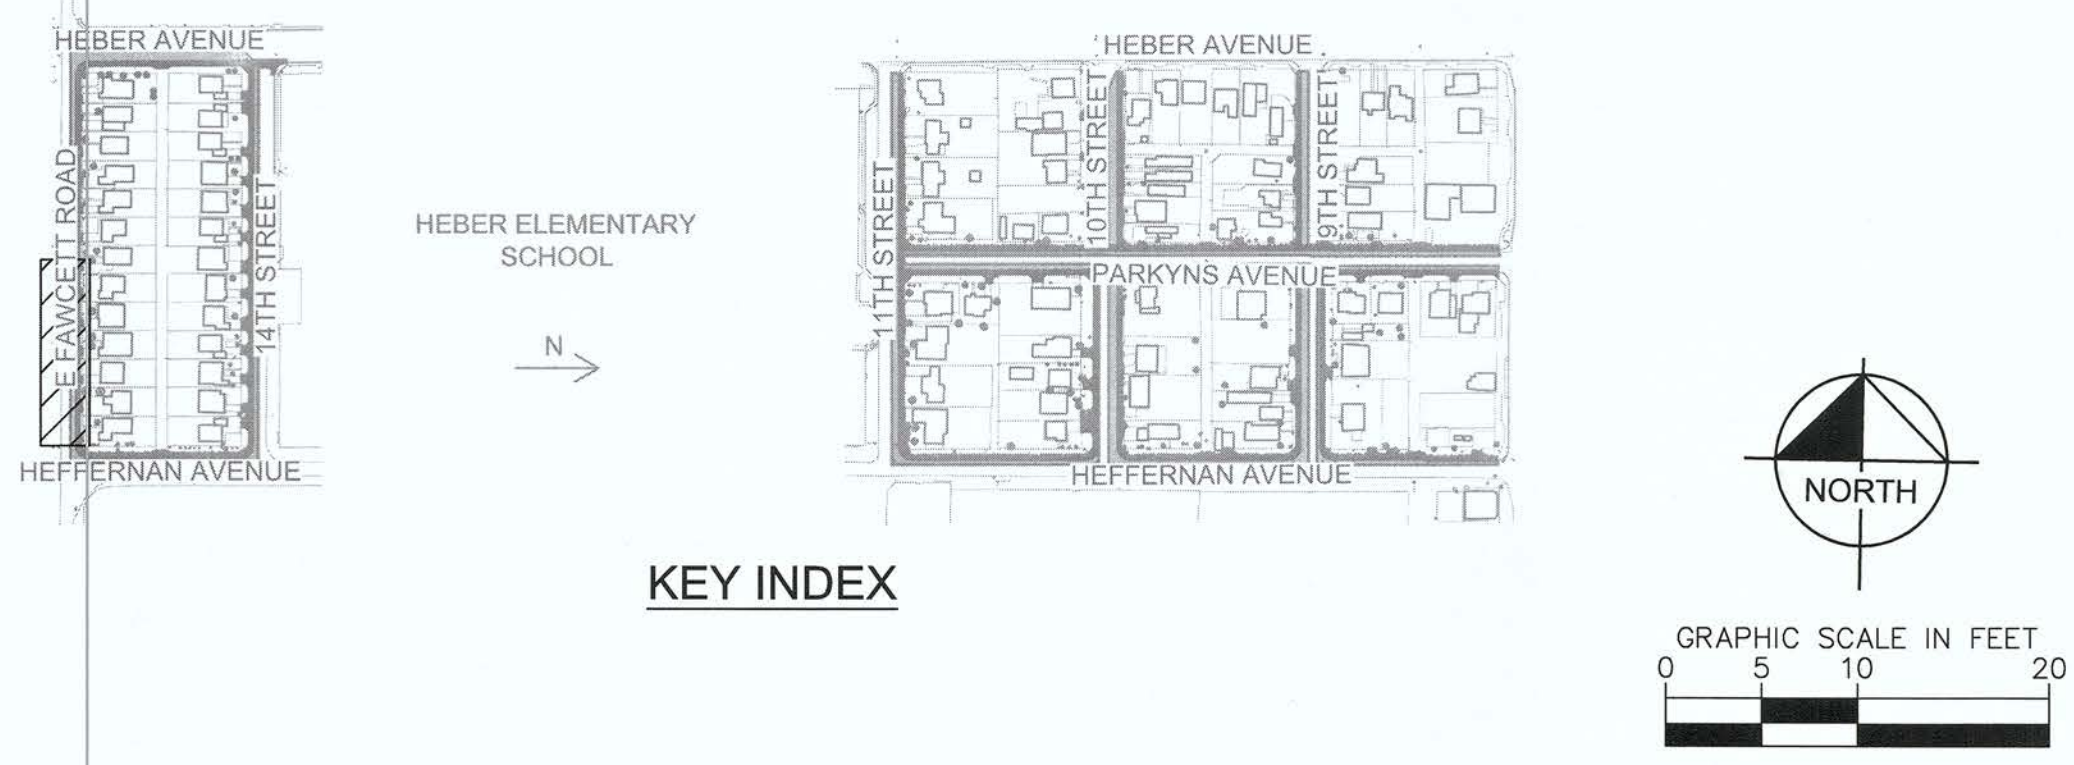 HEBER AVENUE
E FAWCETT ROAD
14TH STREET
HEFFERNAN AVENUE
HEBER ELEMENTARY
SCHOOL
N
HEBER AVENUE
11TH STREET
10TH STREET
9TH STREET
PARKYNS AVENUE
HEFFERNAN AVENUE
KEY INDEX
NORTH
GRAPHIC SCALE IN FEET
0 5 10 20